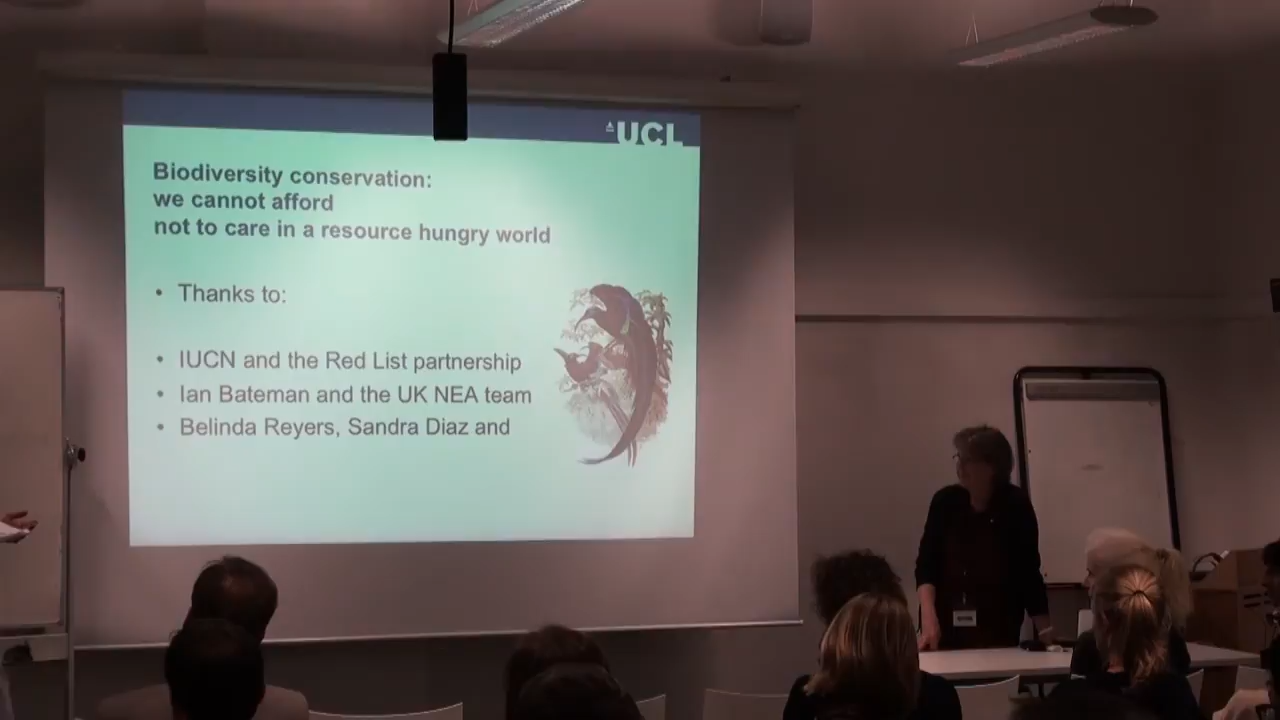 UCL
Biodiversity conservation:
we cannot afford
not to care in a resource hungry world
• Thanks to:
• IUCN and the Red List partnership
• Ian Bateman and the UK NEA team
• Belinda Reyers, Sandra Diaz and